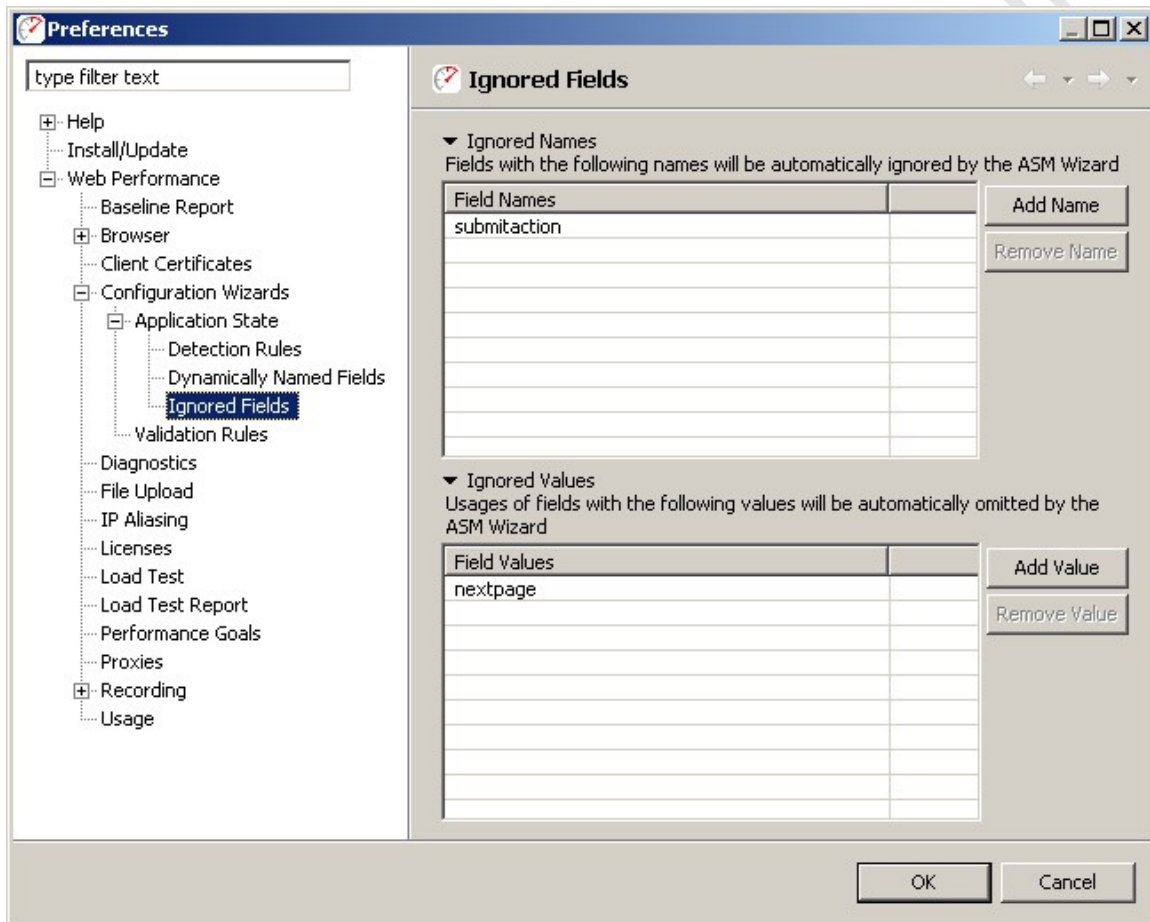 Preferences
type filter text
Help
Install/Update
Web Performance
Baseline Report
Browser
Client Certificates
Configuration Wizards
Application State
Detection Rules
Dynamically Named Fields
Ignored Fields
Validation Rules
Diagnostics
File Upload
IP Aliasing
Licenses
Load Test
Load Test Report
Performance Goals
Proxies
Recording
Usage
Ignored Fields
Ignored Names
Fields with the following names will be automatically ignored by the ASM Wizard
Field Names
submitaction
Add Name
Remove Name
Ignored Values
Usages of fields with the following values will be automatically omitted by the
ASM Wizard
Field Values
nextpage
Add Value
Remove Value
OK
Cancel